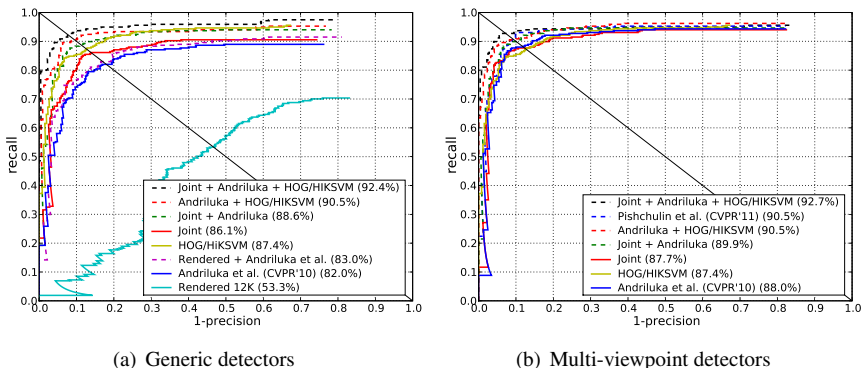 1.0
0.9
0.8
0.7
0.6
0.5
0.4
0.3
0.2
0.1
0.0
recall
0.0 0.1 0.2 0.3 0.4 0.5 0.6 0.7 0.8 0.9 1.0
1-precision
Joint + Andriluka + HOG/HIKSVM (92.4%)
Andriluka + HOG/HIKSVM (90.5%)
Joint + Andriluka (88.6%)
Joint (86.1%)
HOG/HiKSVM (87.4%)
Rendered + Andriluka et al. (83.0%)
Andriluka et al. (CVPR'10) (82.0%)
Rendered 12K (53.3%)
(a) Generic detectors
1.0
0.9
0.8
0.7
0.6
0.5
0.4
0.3
0.2
0.1
0.0
recall
0.0 0.1 0.2 0.3 0.4 0.5 0.6 0.7 0.8 0.9 1.0
1-precision
Joint + Andriluka + HOG/HIKSVM (92.7%)
Pishchulin et al. (CVPR'11) (90.5%)
Andriluka + HOG/HIKSVM (90.5%)
Joint + Andriluka (89.9%)
Joint (87.7%)
HOG/HIKSVM (87.4%)
Andriluka et al. (CVPR'10) (88.0%)
(b) Multi-viewpoint detectors